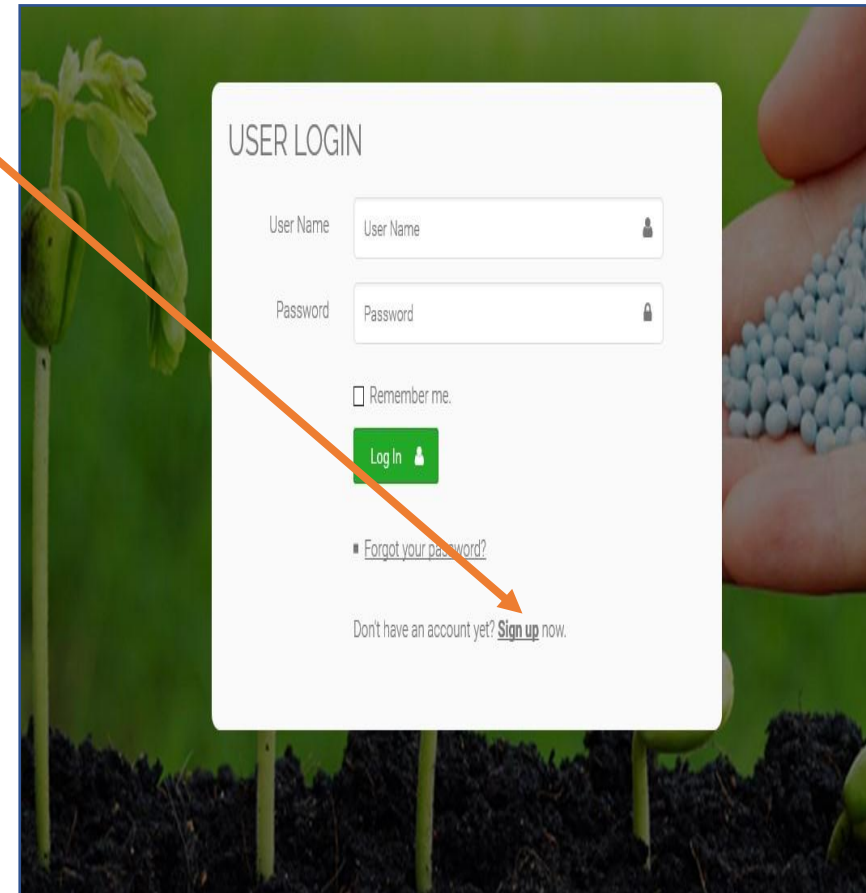 USER LOGIN
User Name
User Name
Password
Password
Remember me.
Log In
Forgot your password?
Don't have an account yet? Sign up now.